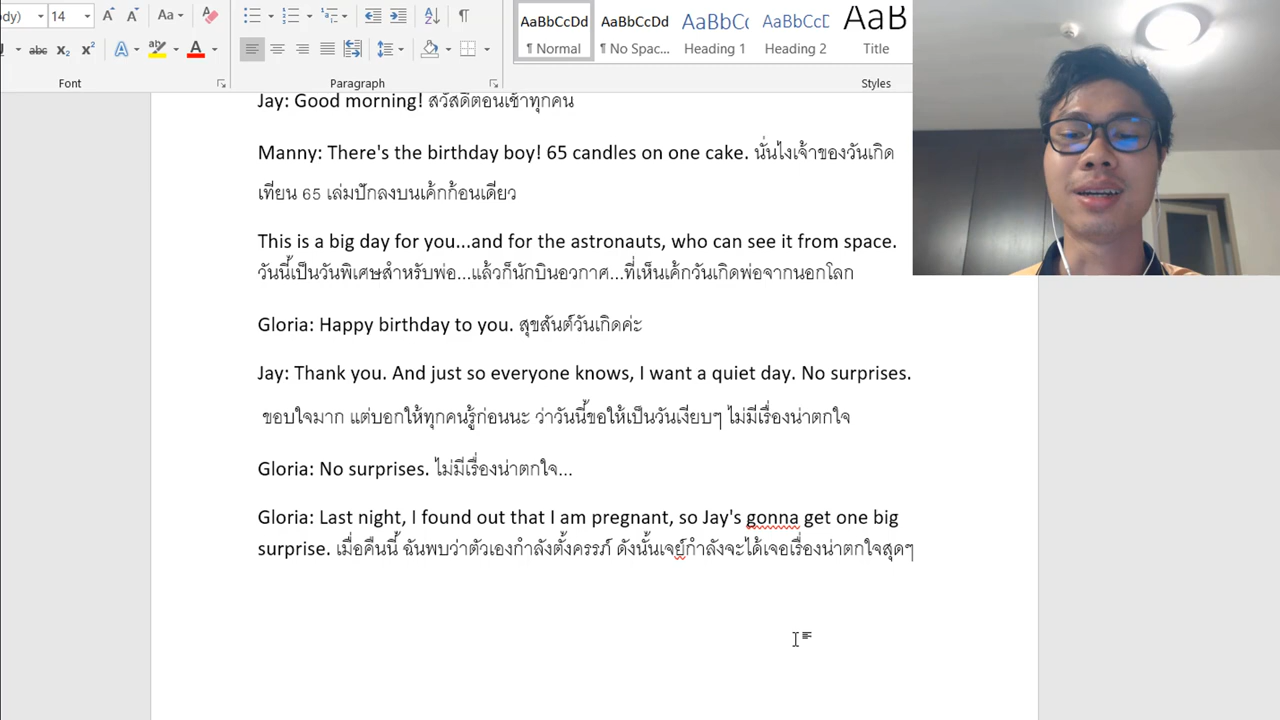 ody)
14
Aa
abc X₂ X²
A
A
Font
Paragraph
Styles
AaBbCcDd
¶ Normal
AaBbCcDd
¶ No Spac...
AaBbCc
Heading 1
AaBbCcD
Heading 2
AaB
Title
Jay: Good morning! สวัสดีตอนเช้าทุกคน
Manny: There's the birthday boy! 65 candles on one cake. นั่นไงเจ้าของวันเกิด
เทียน 65 เล่มปักลงบนเค้กก้อนเดียว
This is a big day for you...and for the astronauts, who can see it from space.
วันนี้เป็นวันพิเศษสำหรับพ่อ...แล้วก็นักบินอวกาศ...ที่เห็นเค้กวันเกิดพ่อจากนอกโลก
Gloria: Happy birthday to you. สุขสันต์วันเกิดค่ะ
Jay: Thank you. And just so everyone knows, I want a quiet day. No surprises.
ขอบใจมาก แต่บอกให้ทุกคนรู้ก่อนนะ ว่าวันนี้ขอให้เป็นวันเงียบๆ ไม่มีเรื่องน่าตกใจ
Gloria: No surprises. ไม่มีเรื่องน่าตกใจ...
Gloria: Last night, I found out that I am pregnant, so Jay's gonna get one big
surprise. เมื่อคืนนี้ ฉันพบว่าตัวเองกำลังตั้งครรภ์ ดังนั้นเจย์กำลังจะได้เจอเรื่องน่าตกใจสุดๆ